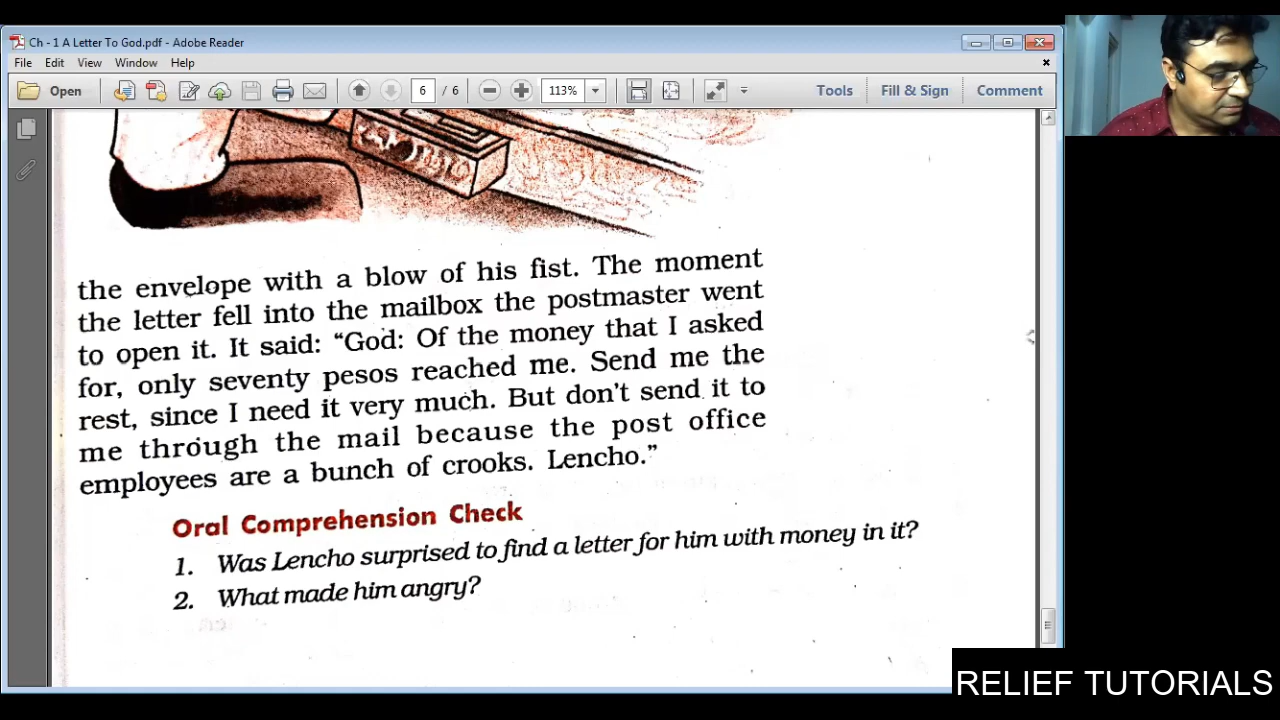 Ch - 1 A Letter To God.pdf - Adobe Reader
File Edit View Window Help
Open 6 / 6 113% Tools Fill & Sign Comment
the envelope with a blow of his fist. The moment
the letter fell into the mailbox the postmaster went
to open it. It said: “God: Of the money that I asked
for, only seventy pesos reached me. Send me the
rest, since I need it very much. But don’t send it to
me through the mail because the post office
employees are a bunch of crooks. Lencho.”
Oral Comprehension Check
1. Was Lencho surprised to find a letter for him with money in it?
2. What made him angry?
RELIEF TUTORIALS